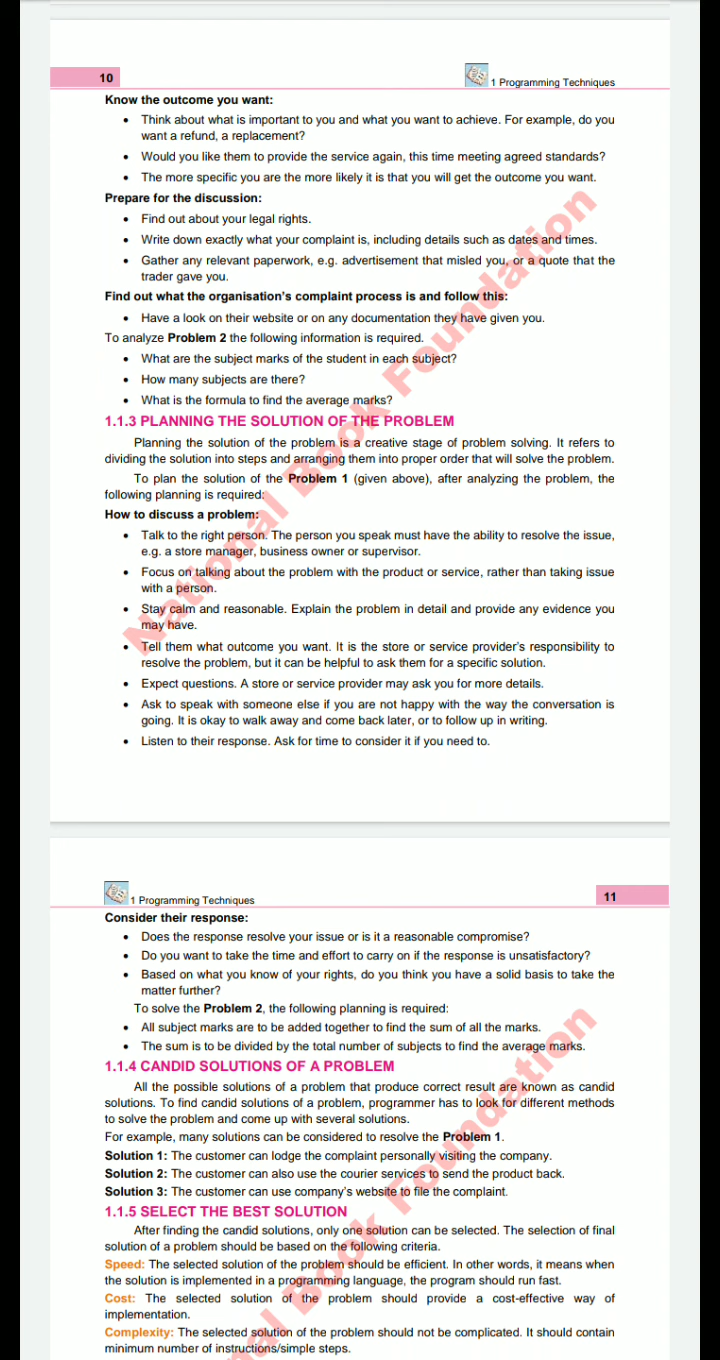 10
1 Programming Techniques
Know the outcome you want:
• Think about what is important to you and what you want to achieve. For example, do you
want a refund, a replacement?
• Would you like them to provide the service again, this time meeting agreed standards?
• The more specific you are the more likely it is that you will get the outcome you want.
Prepare for the discussion:
• Find out about your legal rights.
• Write down exactly what your complaint is, including details such as dates and times.
• Gather any relevant paperwork, e.g. advertisement that misled you, or a quote that the
trader gave you.
Find out what the organisation's complaint process is and follow this:
• Have a look on their website or on any documentation they have given you.
To analyze Problem 2 the following information is required.
• What are the subject marks of the student in each subject?
• How many subjects are there?
• What is the formula to find the average marks?
1.1.3 PLANNING THE SOLUTION OF THE PROBLEM
Planning the solution of the problem is a creative stage of problem solving. It refers to
dividing the solution into steps and arranging them into proper order that will solve the problem.
To plan the solution of the Problem 1 (given above), after analyzing the problem, the
following planning is required:
How to discuss a problem:
• Talk to the right person. The person you speak must have the ability to resolve the issue,
e.g. a store manager, business owner or supervisor.
• Focus on talking about the problem with the product or service, rather than taking issue
with a person.
• Stay calm and reasonable. Explain the problem in detail and provide any evidence you
may have.
• Tell them what outcome you want. It is the store or service provider's responsibility to
resolve the problem, but it can be helpful to ask them for a specific solution.
• Expect questions. A store or service provider may ask you for more details.
• Ask to speak with someone else if you are not happy with the way the conversation is
going. It is okay to walk away and come back later, or to follow up in writing.
• Listen to their response. Ask for time to consider it if you need to.
National Book Foundation
1 Programming Techniques
11
Consider their response:
• Does the response resolve your issue or is it a reasonable compromise?
• Do you want to take the time and effort to carry on if the response is unsatisfactory?
• Based on what you know of your rights, do you think you have a solid basis to take the
matter further?
To solve the Problem 2, the following planning is required:
• All subject marks are to be added together to find the sum of all the marks.
• The sum is to be divided by the total number of subjects to find the average marks.
1.1.4 CANDID SOLUTIONS OF A PROBLEM
All the possible solutions of a problem that produce correct result are known as candid
solutions. To find candid solutions of a problem, programmer has to look for different methods
to solve the problem and come up with several solutions.
For example, many solutions can be considered to resolve the Problem 1.
Solution 1: The customer can lodge the complaint personally visiting the company.
Solution 2: The customer can also use the courier services to send the product back.
Solution 3: The customer can use company's website to file the complaint.
1.1.5 SELECT THE BEST SOLUTION
After finding the candid solutions, only one solution can be selected. The selection of final
solution of a problem should be based on the following criteria.
Speed: The selected solution of the problem should be efficient. In other words, it means when
the solution is implemented in a programming language, the program should run fast.
Cost: The selected solution of the problem should provide a cost-effective way of
implementation.
Complexity: The selected solution of the problem should not be complicated. It should contain
minimum number of instructions/simple steps.
nal Book Foundation